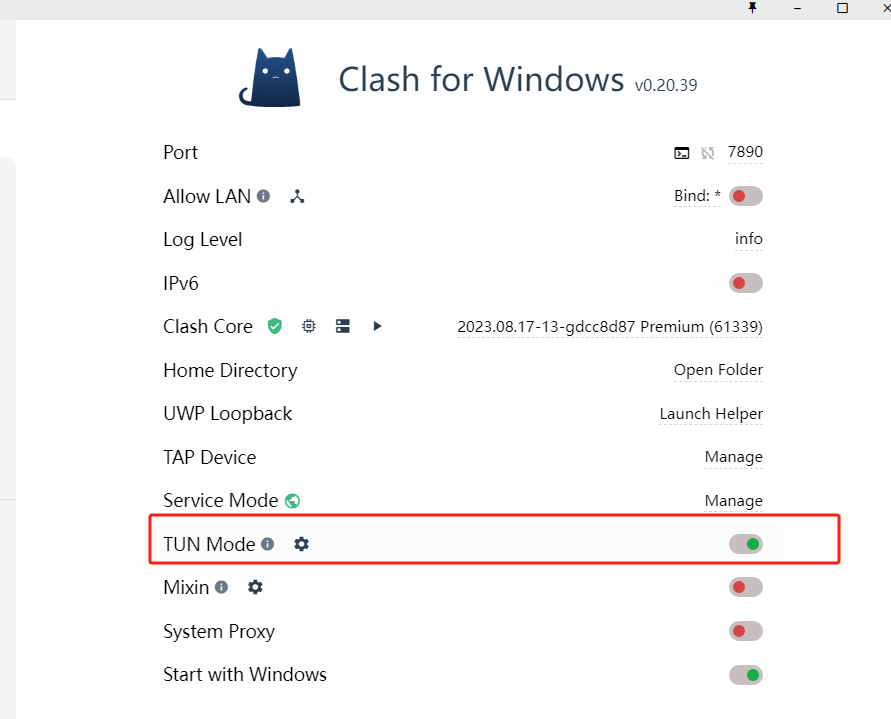 Clash for Windows v0.20.39
Port 7890
Allow LAN Bind: *
Log Level info
IPv6
Clash Core 2023.08.17-13-gdcc8d87 Premium (61339)
Home Directory Open Folder
UWP Loopback Launch Helper
TAP Device Manage
Service Mode Manage
TUN Mode
Mixin
System Proxy
Start with Windows